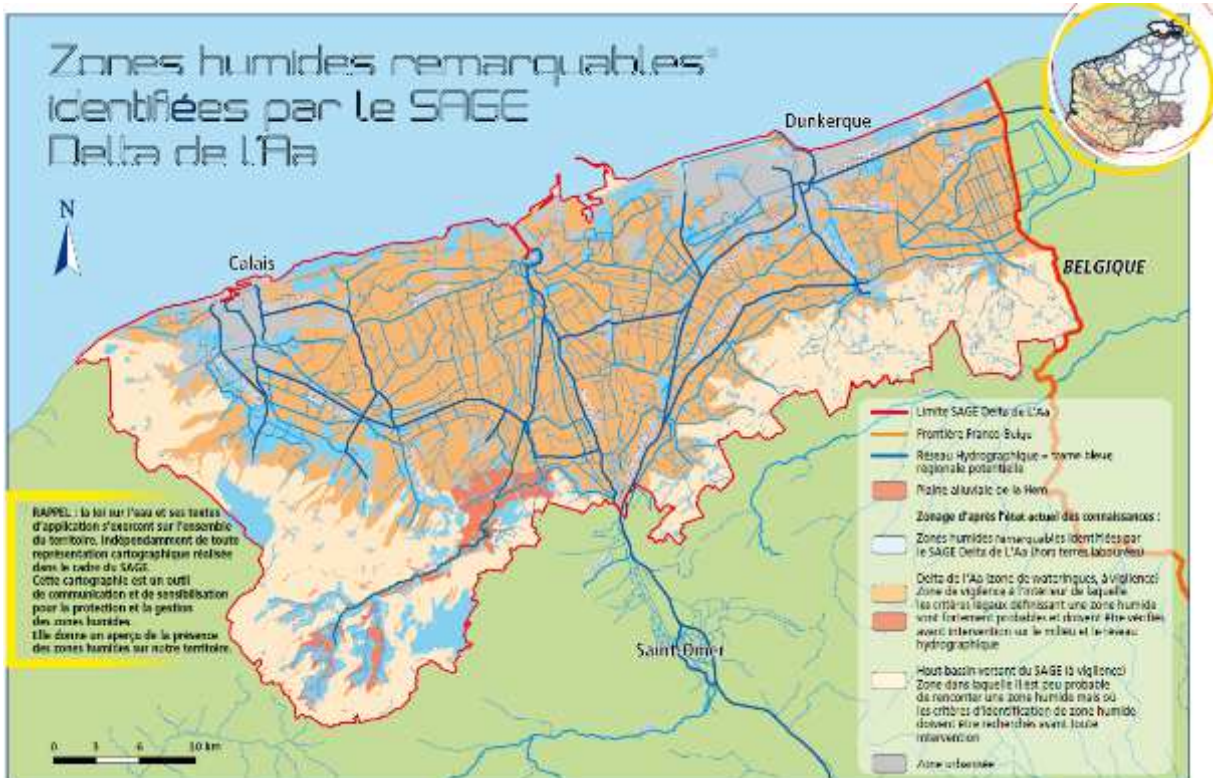 Zones humides remarquables
identifiées par le SAGE
Delta de l'Aa
Dunkerque
N
Calais
BELGIQUE
Saint-Omer
RAPPEL : la loi sur l'eau et ses textes
d'application s'exercent sur l'ensemble
du territoire, indépendamment de toute
représentation cartographique réalisée
dans le cadre du SAGE
Cette cartographie est un outil
de communication et de sensibilisation
pour la protection et la gestion
des zones humides.
Elle donne un aperçu de la présence
des zones humides sur notre territoire.
Limite SAGE Delta de L'Aa
Frontière Franco-Belge
Réseau Hydrographique = trame bleue
régionale potentielle
Plaine alluviale de la Hem
Zonage d'après l'état actuel des connaissances :
Zones humides remarquables identifiées par
le SAGE Delta de L'Aa (hors terres labourées)
Delta de l'Aa (zone de wateringues, à vigilence)
Zone de vigilence à l'intérieur de laquelle
les critères légaux définissant une zone humide
sont fortement probables et doivent être vérifiés
avant intervention sur le milieu et le réseau
hydrographique
Haut bassin versant du SAGE (à vigilence)
Zone dans laquelle il est peu probable
de rencontrer une zone humide mais où
les critères d'identification de zone humide
doivent être recherchés avant toute
intervention
Zone urbanisée
0 3 6 10 km